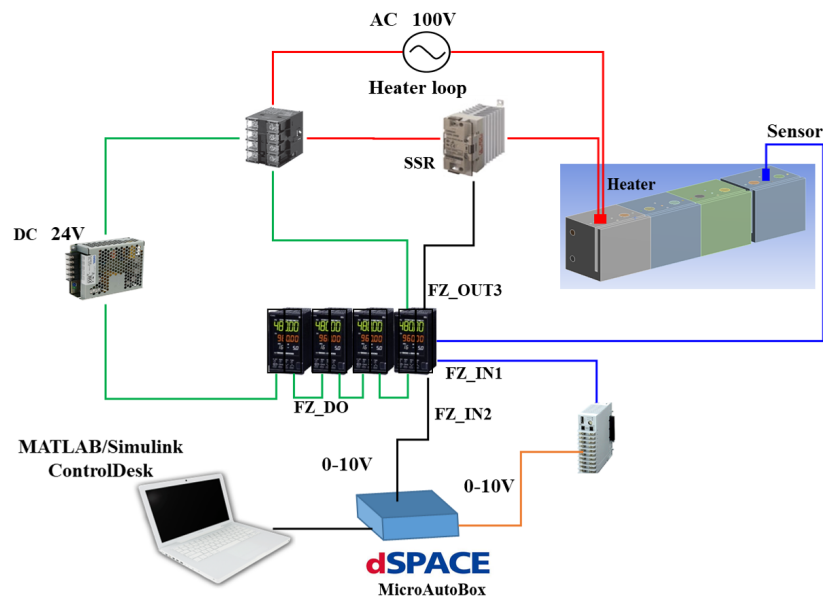 AC 100V
Heater loop
Sensor
SSR
Heater
DC 24V
FZ_OUT3
FZ_IN1
FZ_DO
FZ_IN2
MATLAB/Simulink
ControlDesk
0-10V
0-10V
dSPACE
MicroAutoBox